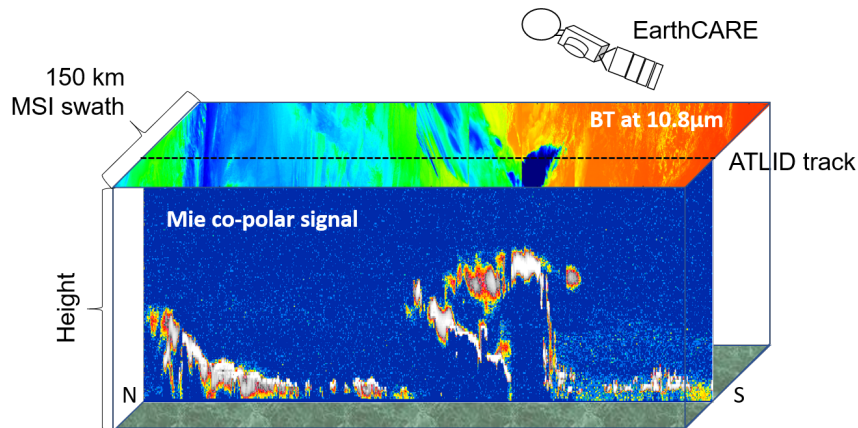 EarthCARE
150 km
MSI swath
BT at 10.8µm
ATLID track
Mie co-polar signal
Height
N
S